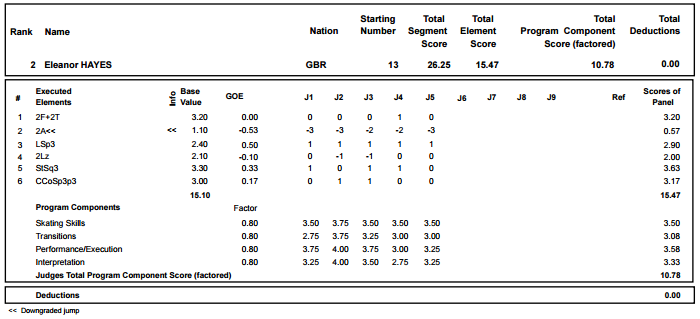 Rank Name Nation Starting Number Total Segment Score Total Element Score Total Program Component Score (factored) Total Deductions
2 Eleanor HAYES GBR 13 26.25 15.47 10.78 0.00
# Executed Elements Info Base Value GOE J1 J2 J3 J4 J5 J6 J7 J8 J9 Ref Scores of Panel
1 2F+2T 3.20 0.00 0 0 0 1 0 3.20
2 2A<< << 1.10 -0.53 -3 -3 -2 -2 -3 0.57
3 LSp3 2.40 0.50 1 1 1 1 1 2.90
4 2Lz 2.10 -0.10 0 -1 -1 0 0 2.00
5 StSq3 3.30 0.33 1 0 1 1 0 3.63
6 CCoSp3p3 3.00 0.17 0 1 1 0 0 3.17
15.10 15.47
Program Components Factor
Skating Skills 0.80 3.50 3.75 3.50 3.50 3.50 3.50
Transitions 0.80 2.75 3.75 3.25 3.00 3.00 3.08
Performance/Execution 0.80 3.75 4.00 3.75 3.00 3.25 3.58
Interpretation 0.80 3.25 4.00 3.50 2.75 3.25 3.33
Judges Total Program Component Score (factored) 10.78
Deductions 0.00
<< Downgraded jump